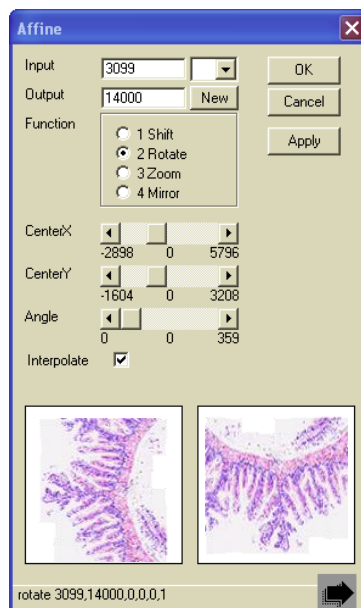 Affine
Input 3099 OK
Output 14000 New Cancel
Function
1 Shift
2 Rotate
3 Zoom
4 Mirror
Apply
CenterX
-2898 0 5796
CenterY
-1604 0 3208
Angle
0 0 359
Interpolate
rotate 3099,14000,0,0,0,1